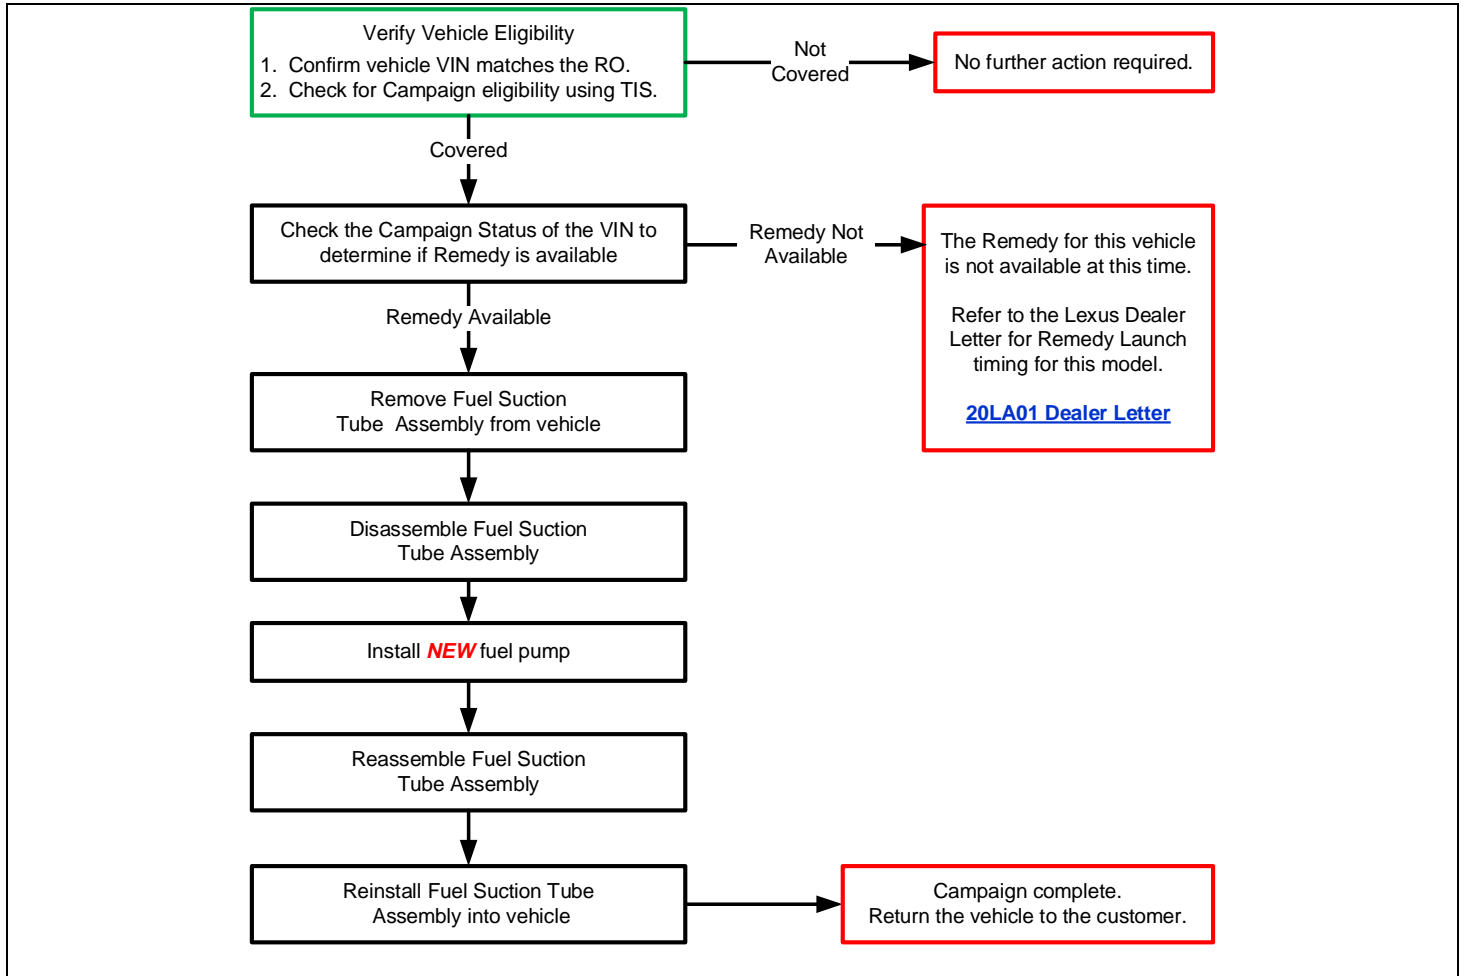 Verify Vehicle Eligibility
1. Confirm vehicle VIN matches the RO.
2. Check for Campaign eligibility using TIS.
Not
Covered
No further action required.
Covered
Check the Campaign Status of the VIN to
determine if Remedy is available
Remedy Not
Available
The Remedy for this vehicle
is not available at this time.
Refer to the Lexus Dealer
Letter for Remedy Launch
timing for this model.
20LA01 Dealer Letter
Remedy Available
Remove Fuel Suction
Tube Assembly from vehicle
Disassemble Fuel Suction
Tube Assembly
Install NEW fuel pump
Reassemble Fuel Suction
Tube Assembly
Reinstall Fuel Suction Tube
Assembly into vehicle
Campaign complete.
Return the vehicle to the customer.